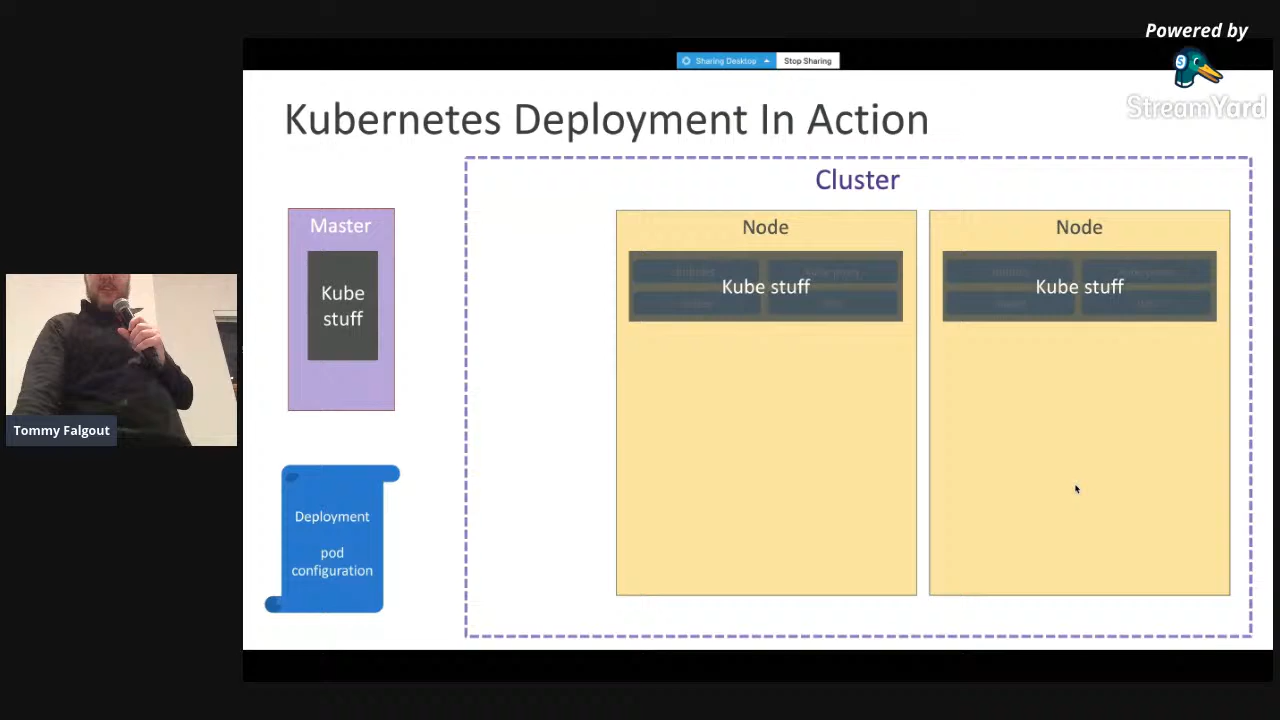 Powered by
StreamYard
Sharing Desktop
Stop Sharing
Kubernetes Deployment In Action
Cluster
Master
Kube
stuff
Node
Kube stuff
Node
Kube stuff
Tommy Falgout
Deployment
pod
configuration